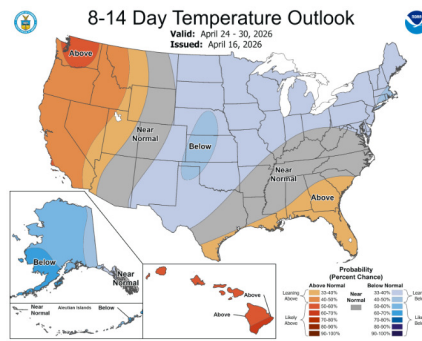 8-14 Day Temperature Outlook
Valid: April 24 - 30, 2026
Issued: April 16, 2026
Above
Near
Normal
Below
Near
Normal
Above
Below
Near
Normal
Near
Normal
Aleutian Islands
Below
Above
Above
Probability
(Percent Chance)
Above Normal
Below Normal
Leaning
Above
33-40%
40-50%
50-60%
Likely
Above
60-70%
70-80%
80-90%
90-100%
Near
Normal
33-40%
40-50%
50-60%
60-70%
70-80%
80-90%
90-100%